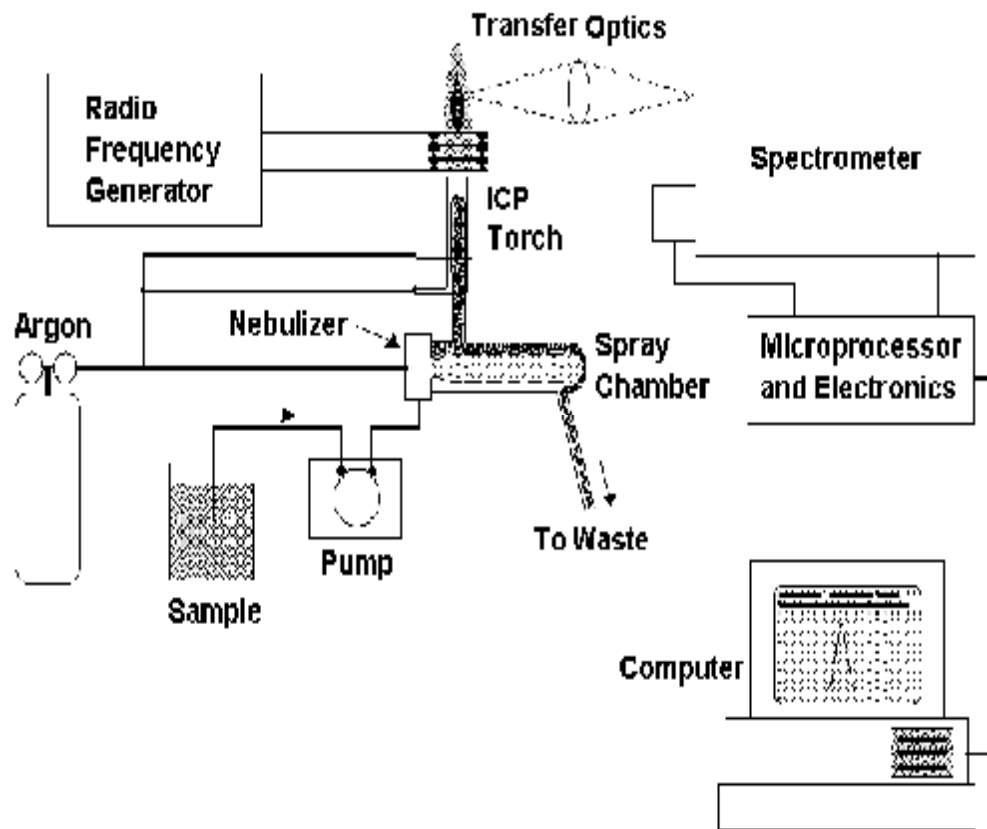 Transfer Optics
Radio
Frequency
Generator
Spectrometer
ICP
Torch
Nebulizer
Argon
Spray
Chamber
Microprocessor
and Electronics
To Waste
Pump
Sample
Computer